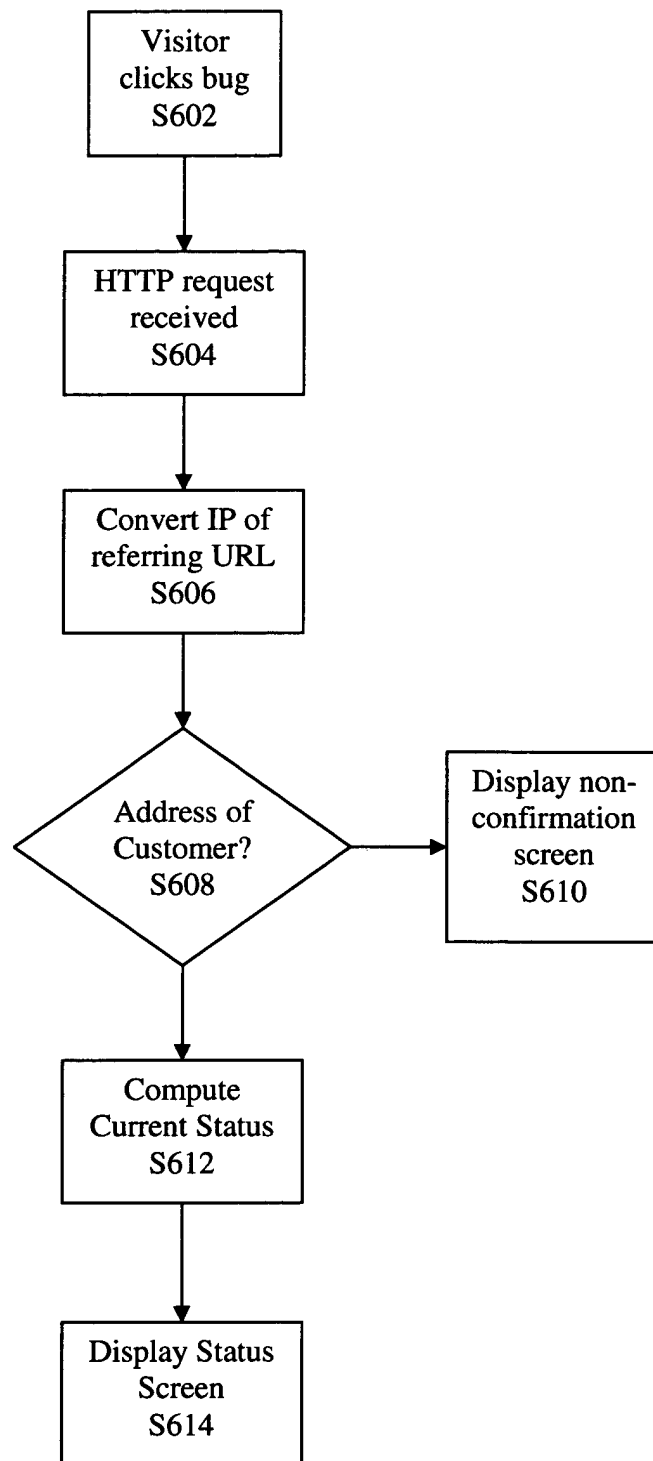 Visitor
clicks bug
S602
HTTP request
received
S604
Convert IP of
referring URL
S606
Address of
Customer?
S608
Display non-
confirmation
screen
S610
Compute
Current Status
S612
Display Status
Screen
S614